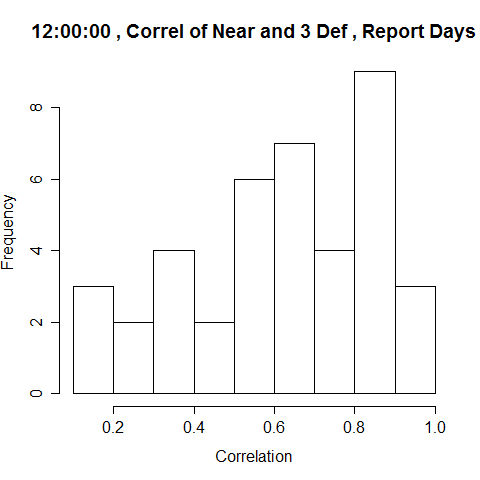 12:00:00 , Correl of Near and 3 Def , Report Days
Frequency
8
6
4
2
0
0.2 0.4 0.6 0.8 1.0
Correlation